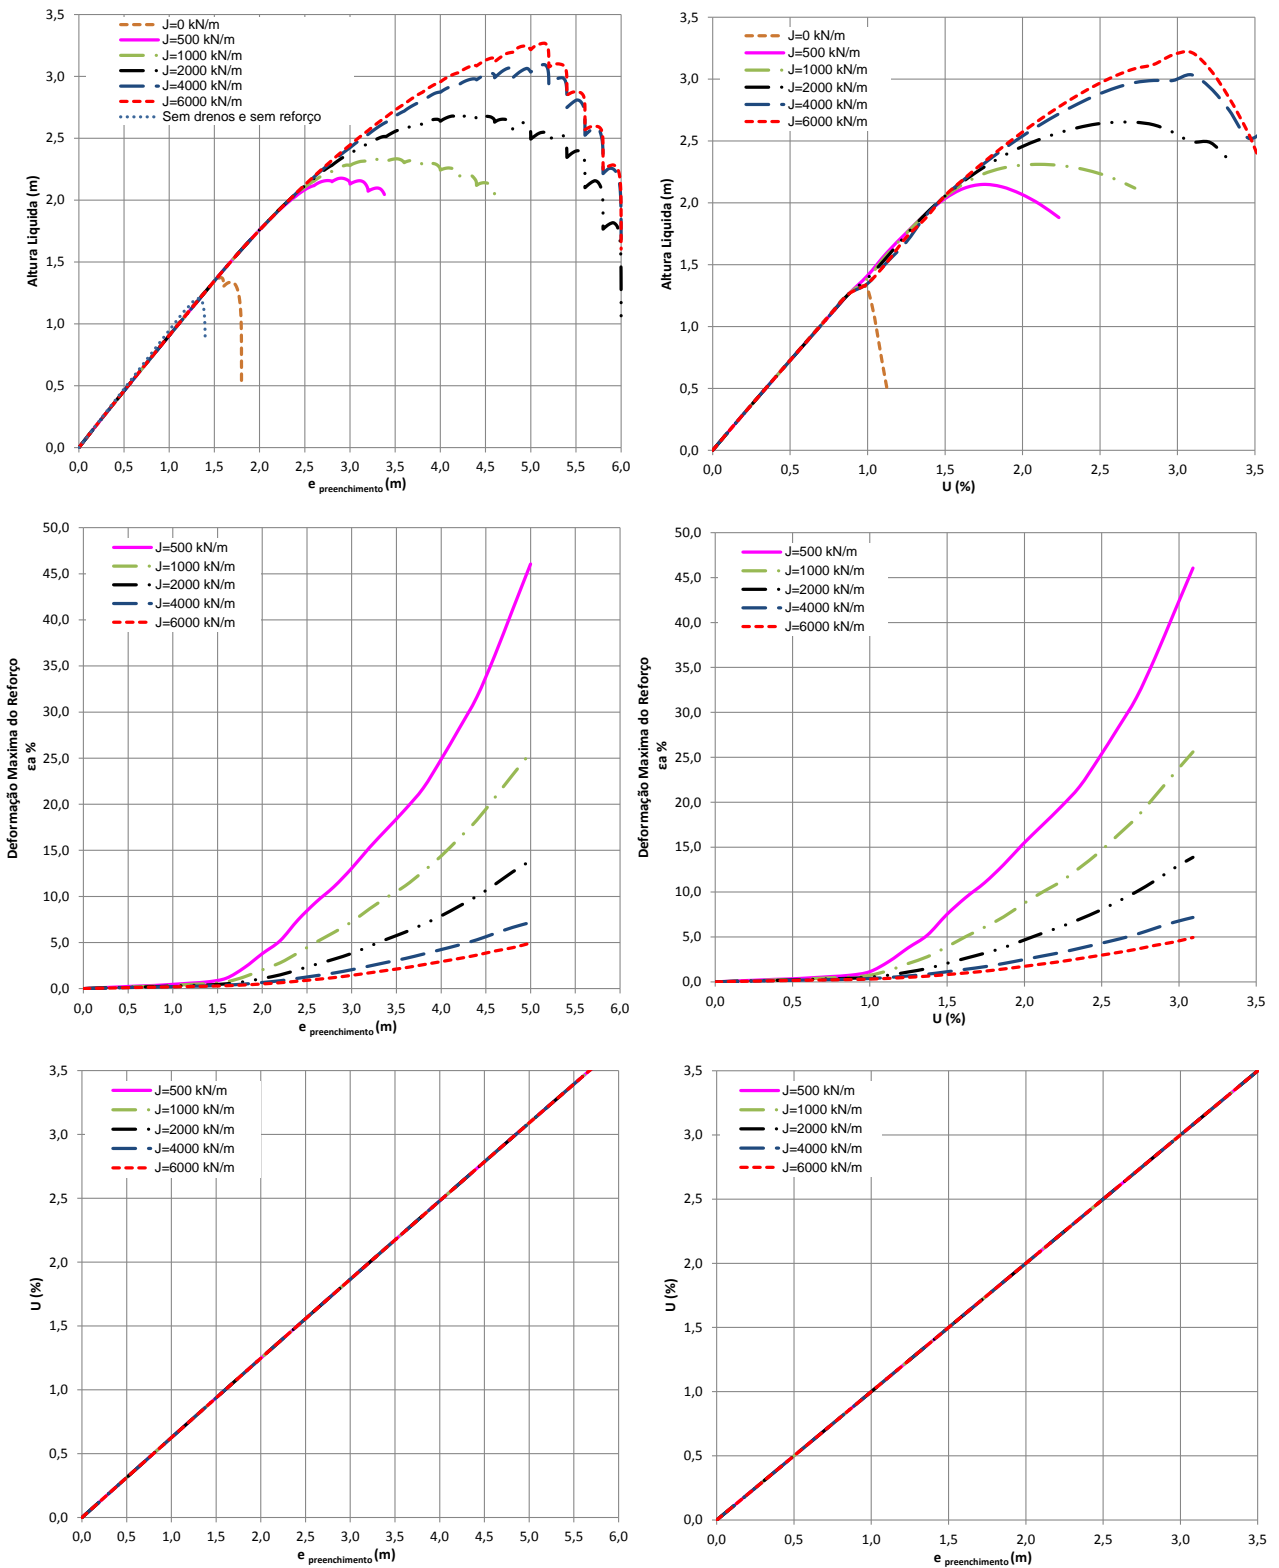 3,5
3,0
2,5
2,0
1,5
1,0
0,5
0,0
Altura Liquida (m)
J=0 kN/m
J=500 kN/m
J=1000 kN/m
J=2000 kN/m
J=4000 kN/m
J=6000 kN/m
Sem drenos e sem reforço
0,0 0,5 1,0 1,5 2,0 2,5 3,0 3,5 4,0 4,5 5,0 5,5 6,0
e preenchimento (m)
3,5
3,0
2,5
2,0
1,5
1,0
0,5
0,0
Altura Liquida (m)
J=0 kN/m
J=500 kN/m
J=1000 kN/m
J=2000 kN/m
J=4000 kN/m
J=6000 kN/m
0,0 0,5 1,0 1,5 2,0 2,5 3,0 3,5
U (%)
50,0
45,0
40,0
35,0
30,0
25,0
20,0
15,0
10,0
5,0
0,0
Deformação Maxima do Reforço
εa %
J=500 kN/m
J=1000 kN/m
J=2000 kN/m
J=4000 kN/m
J=6000 kN/m
0,0 0,5 1,0 1,5 2,0 2,5 3,0 3,5 4,0 4,5 5,0 5,5 6,0
e preenchimento (m)
50,0
45,0
40,0
35,0
30,0
25,0
20,0
15,0
10,0
5,0
0,0
Deformação Maxima do Reforço
εa %
J=500 kN/m
J=1000 kN/m
J=2000 kN/m
J=4000 kN/m
J=6000 kN/m
0,0 0,5 1,0 1,5 2,0 2,5 3,0 3,5
U (%)
3,5
3,0
2,5
2,0
1,5
1,0
0,5
0,0
U (%)
J=500 kN/m
J=1000 kN/m
J=2000 kN/m
J=4000 kN/m
J=6000 kN/m
0,0 0,5 1,0 1,5 2,0 2,5 3,0 3,5 4,0 4,5 5,0 5,5 6,0
e preenchimento (m)
3,5
3,0
2,5
2,0
1,5
1,0
0,5
0,0
U (%)
J=500 kN/m
J=1000 kN/m
J=2000 kN/m
J=4000 kN/m
J=6000 kN/m
0,0 0,5 1,0 1,5 2,0 2,5 3,0 3,5
e preenchimento (m)